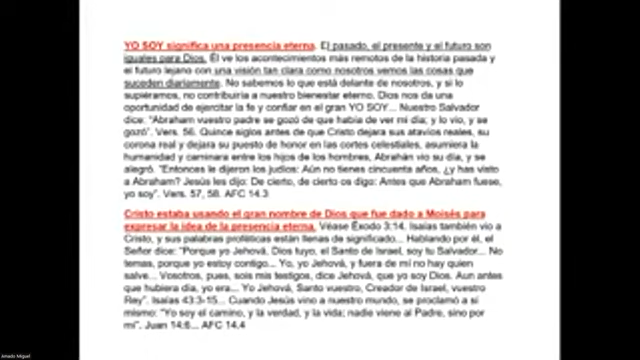 YO SOY significa una presencia eterna. El pasado, el presente y el futuro son
iguales para Dios. Él ve los acontecimientos más remotos de la historia pasada y
el futuro lejano con una visión tan clara como nosotros vemos las cosas que
suceden diariamente. No sabemos lo que está delante de nosotros, y si lo
supiéramos, no contribuiría a nuestro bienestar eterno. Dios nos da una
oportunidad de ejercitar la fe y confiar en el gran YO SOY... Nuestro Salvador
dice: "Abraham vuestro padre se gozó de que había de ver mi día; y lo vio, y se
gozó". Vers. 56. Quince siglos antes de que Cristo dejara sus atavios reales, su
corona real y dejara su puesto de honor en las cortes celestiales, asumiera la
humanidad y caminara entre los hijos de los hombres, Abrahán vio su día, y se
alegró. "Entonces le dijeron los judíos: Aún no tienes cincuenta años, ¿y has visto
a Abraham? Jesús les dijo: De cierto, de cierto os digo: Antes que Abraham fuese,
yo soy". Vers. 57, 58. AFC 14.3
Cristo estaba usando el gran nombre de Dios que fue dado a Moisés para
expresar la idea de la presencia eterna. Véase Éxodo 3:14. Isaías también vio a
Cristo, y sus palabras proféticas están llenas de significado... Hablando por él, el
Señor dice: "Porque yo Jehová, Dios tuyo, el Santo de Israel, soy tu Salvador... No
temas, porque yo estoy contigo... Yo, yo Jehová, y fuera de mí no hay quien
salve... Vosotros, pues, sois mis testigos, dice Jehová, que yo soy Dios. Aun antes
que hubiera día, yo era... Yo Jehová, Santo vuestro, Creador de Israel, vuestro
Rey". Isaías 43:3-15... Cuando Jesús vino a nuestro mundo, se proclamó a sí
mismo: "Yo soy el camino, y la verdad, y la vida; nadie viene al Padre, sino por
mí". Juan 14:6... AFC 14.4
Amado Miguel